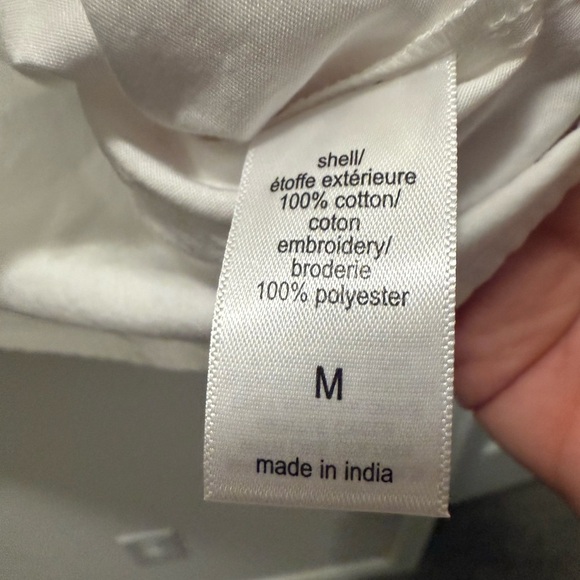 shell/
étoffe extérieure
100% cotton/
coton
embroidery/
broderie
100% polyester
M
made in india